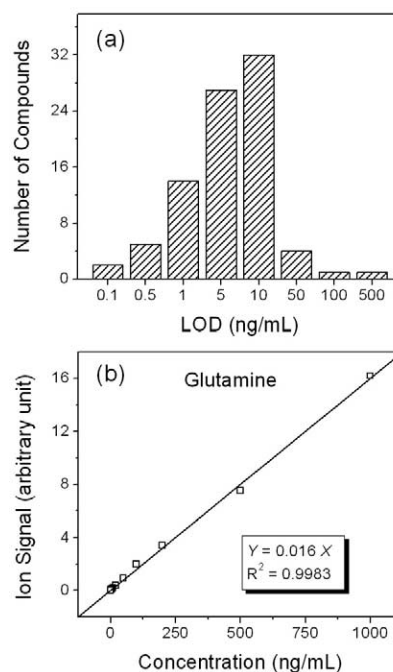 (a)
Number of Compounds
32
24
16
8
0
0.1 0.5 1 5 10 50 100 500
LOD (ng/mL)
(b)
Glutamine
Ion Signal (arbitrary unit)
16
12
8
4
0
Y = 0.016 X
R² = 0.9983
0 250 500 750 1000
Concentration (ng/mL)